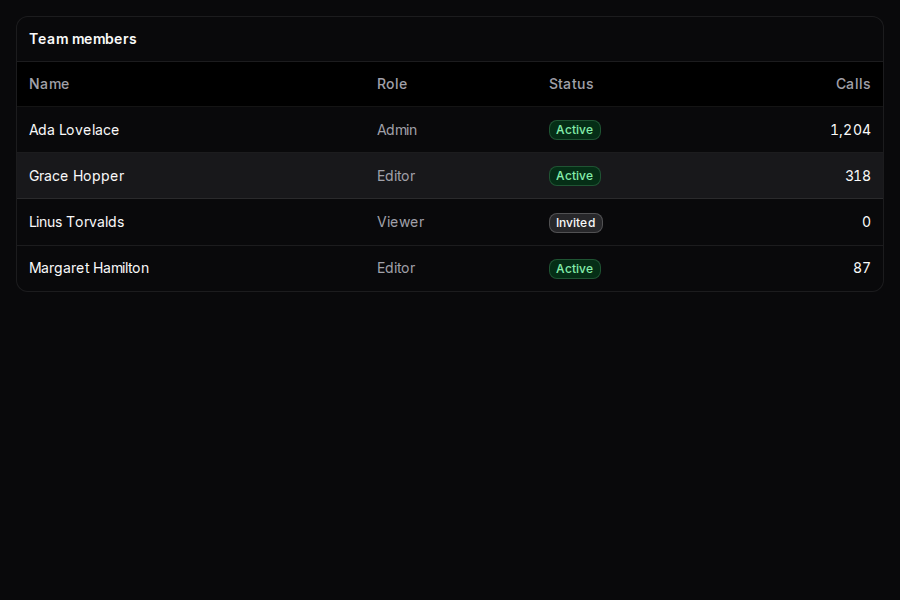 Team members
Name Role Status Calls
Ada Lovelace Admin Active 1,204
Grace Hopper Editor Active 318
Linus Torvalds Viewer Invited 0
Margaret Hamilton Editor Active 87